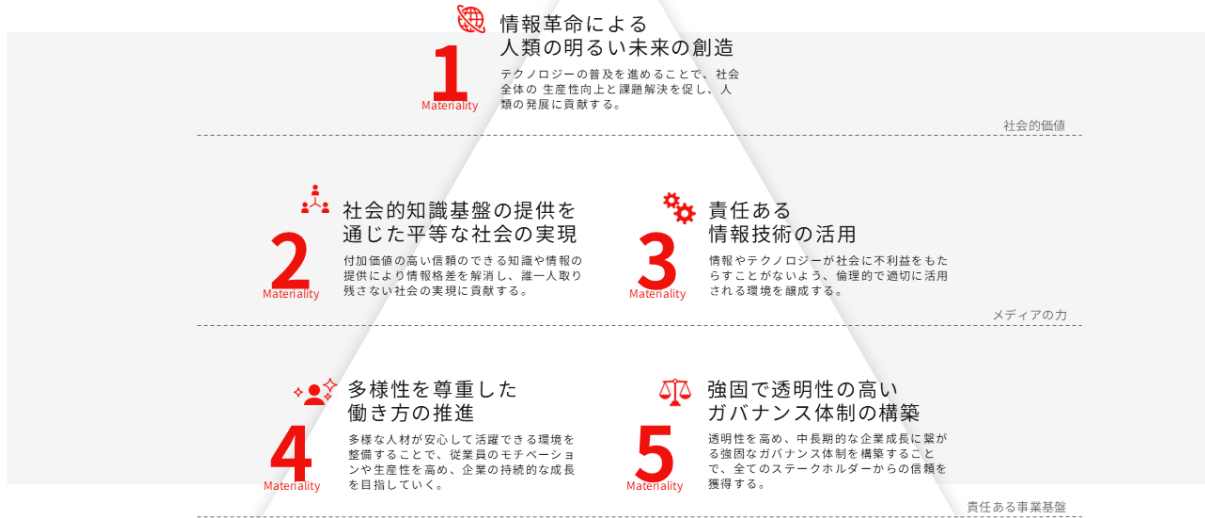 情報革命による
人類の明るい未来の創造
1
Materiality
テクノロジーの普及を進めることで、社会
全体の 生産性向上と課題解決を促し、人
類の発展に貢献する。
社会的価値
社会的知識基盤の提供を
通じた平等な社会の実現
2
Materiality
付加価値の高い信頼のできる知識や情報の
提供により情報格差を解消し、誰一人取り
残さない社会の実現に貢献する。
責任ある
情報技術の活用
3
Materiality
情報やテクノロジーが社会に不利益をもた
らすことがないよう、倫理的で適切に活用
される環境を醸成する。
メディアの力
多様性を尊重した
働き方の推進
4
Materiality
多様な人材が安心して活躍できる環境を
整備することで、従業員のモチベーショ
ンや生産性を高め、企業の持続的な成長
を目指していく。
強固で透明性の高い
ガバナンス体制の構築
5
Materiality
透明性を高め、中長期的な企業成長に繋が
る強固なガバナンス体制を構築すること
で、全てのステークホルダーからの信頼を
獲得する。
責任ある事業基盤